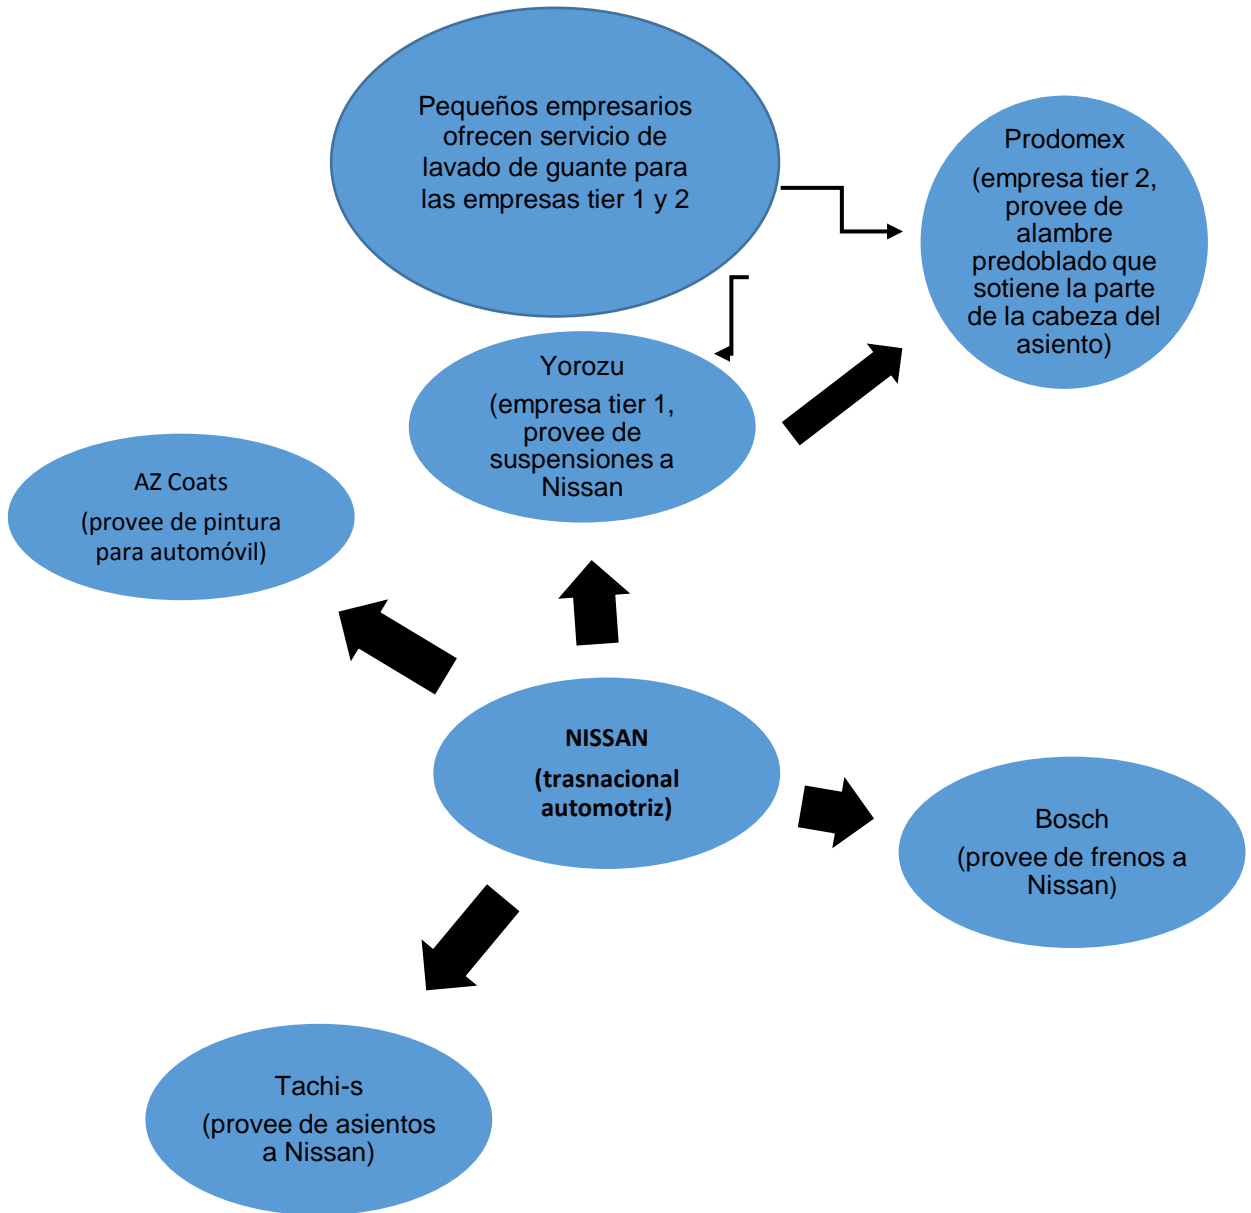 Pequeños empresarios
ofrecen servicio de
lavado de guante para
las empresas tier 1 y 2
Prodomex
(empresa tier 2,
provee de
alambre
predoblado que
sotiene la parte
de la cabeza del
asiento)
Yorozu
(empresa tier 1,
provee de
suspensiones a
Nissan
AZ Coats
(provee de pintura
para automóvil)
NISSAN
(trasnacional
automotriz)
Bosch
(provee de frenos a
Nissan)
Tachi-s
(provee de asientos
a Nissan)